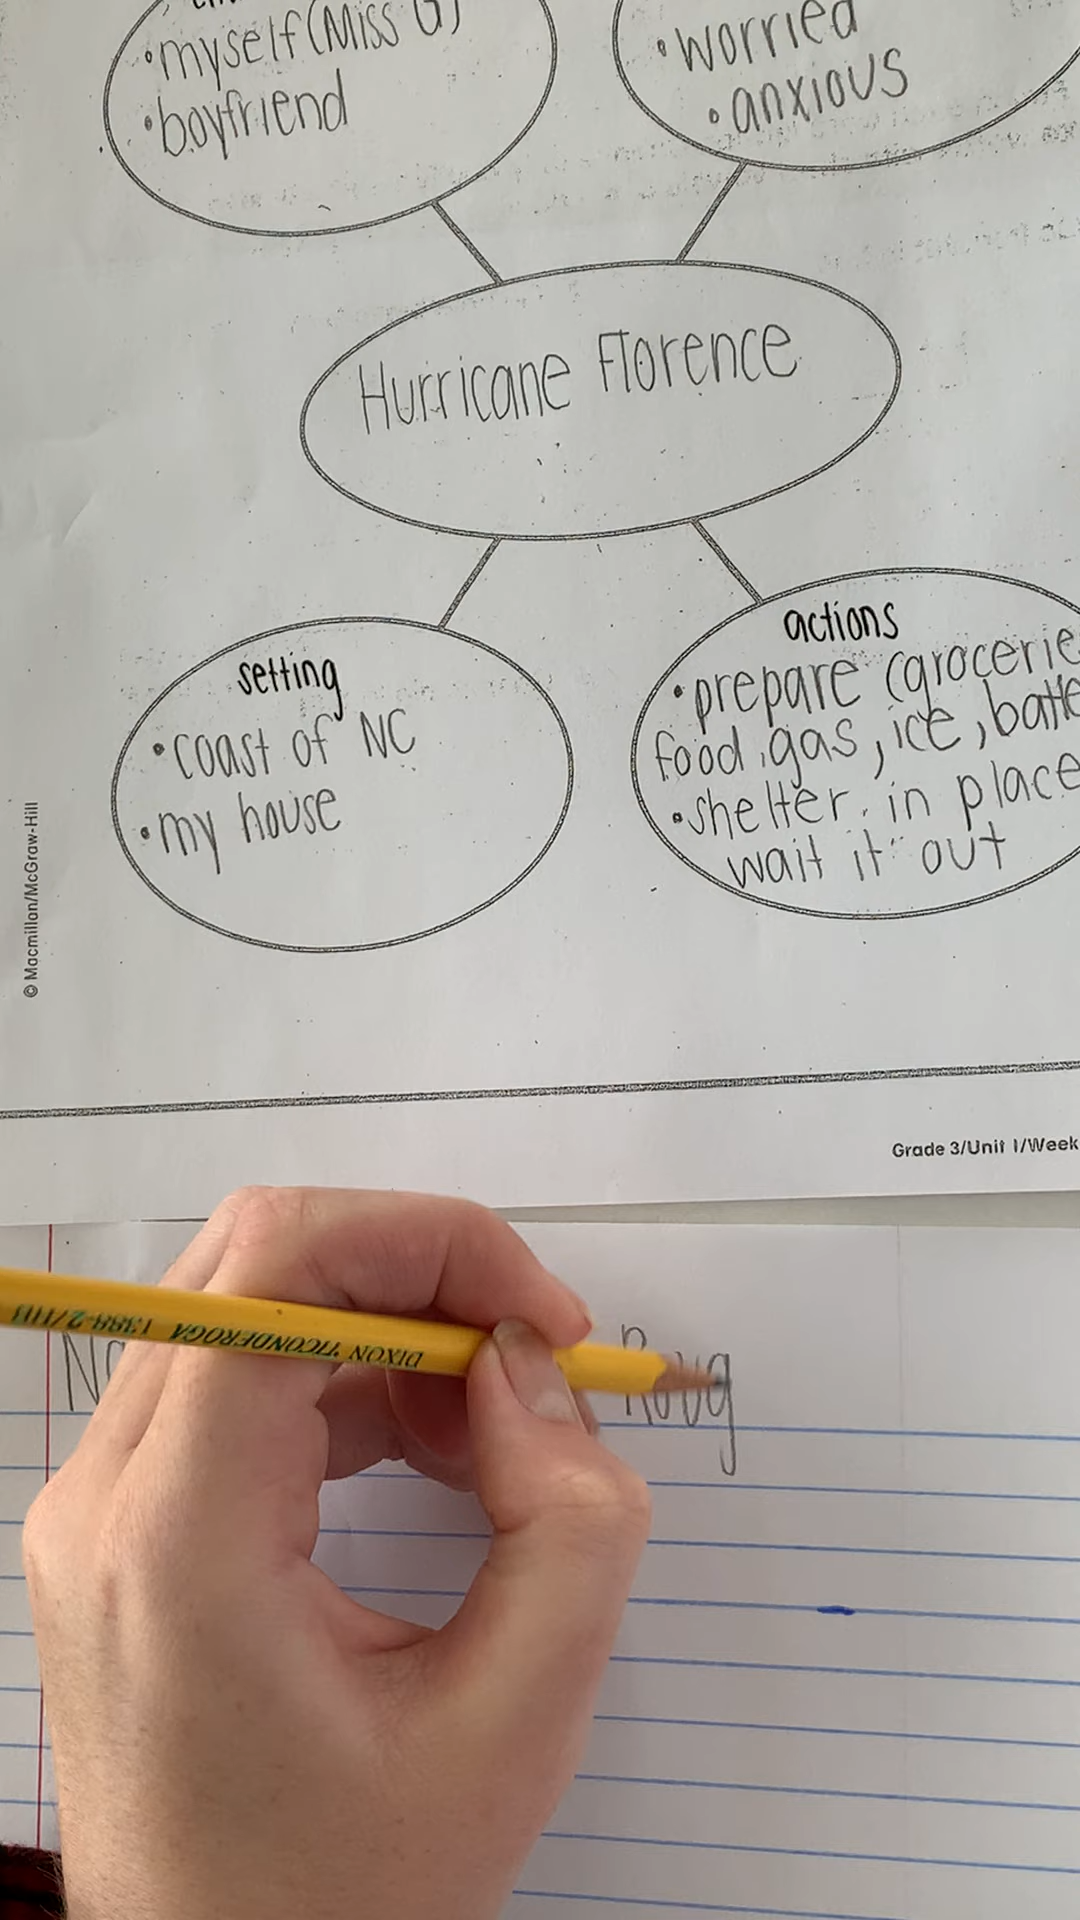 •myself (Miss G)
•boyfriend
•worried
•anxious
Hurricane Florence
setting
•coast of NC
•my house
actions
•prepare (grocerie
food, gas, ice, batte
•shelter in place
wait it out
© Macmillan/McGraw-Hill
Grade 3/Unit 1/Week
DIXON TICONDEROGA 1388-2/HB
Roug